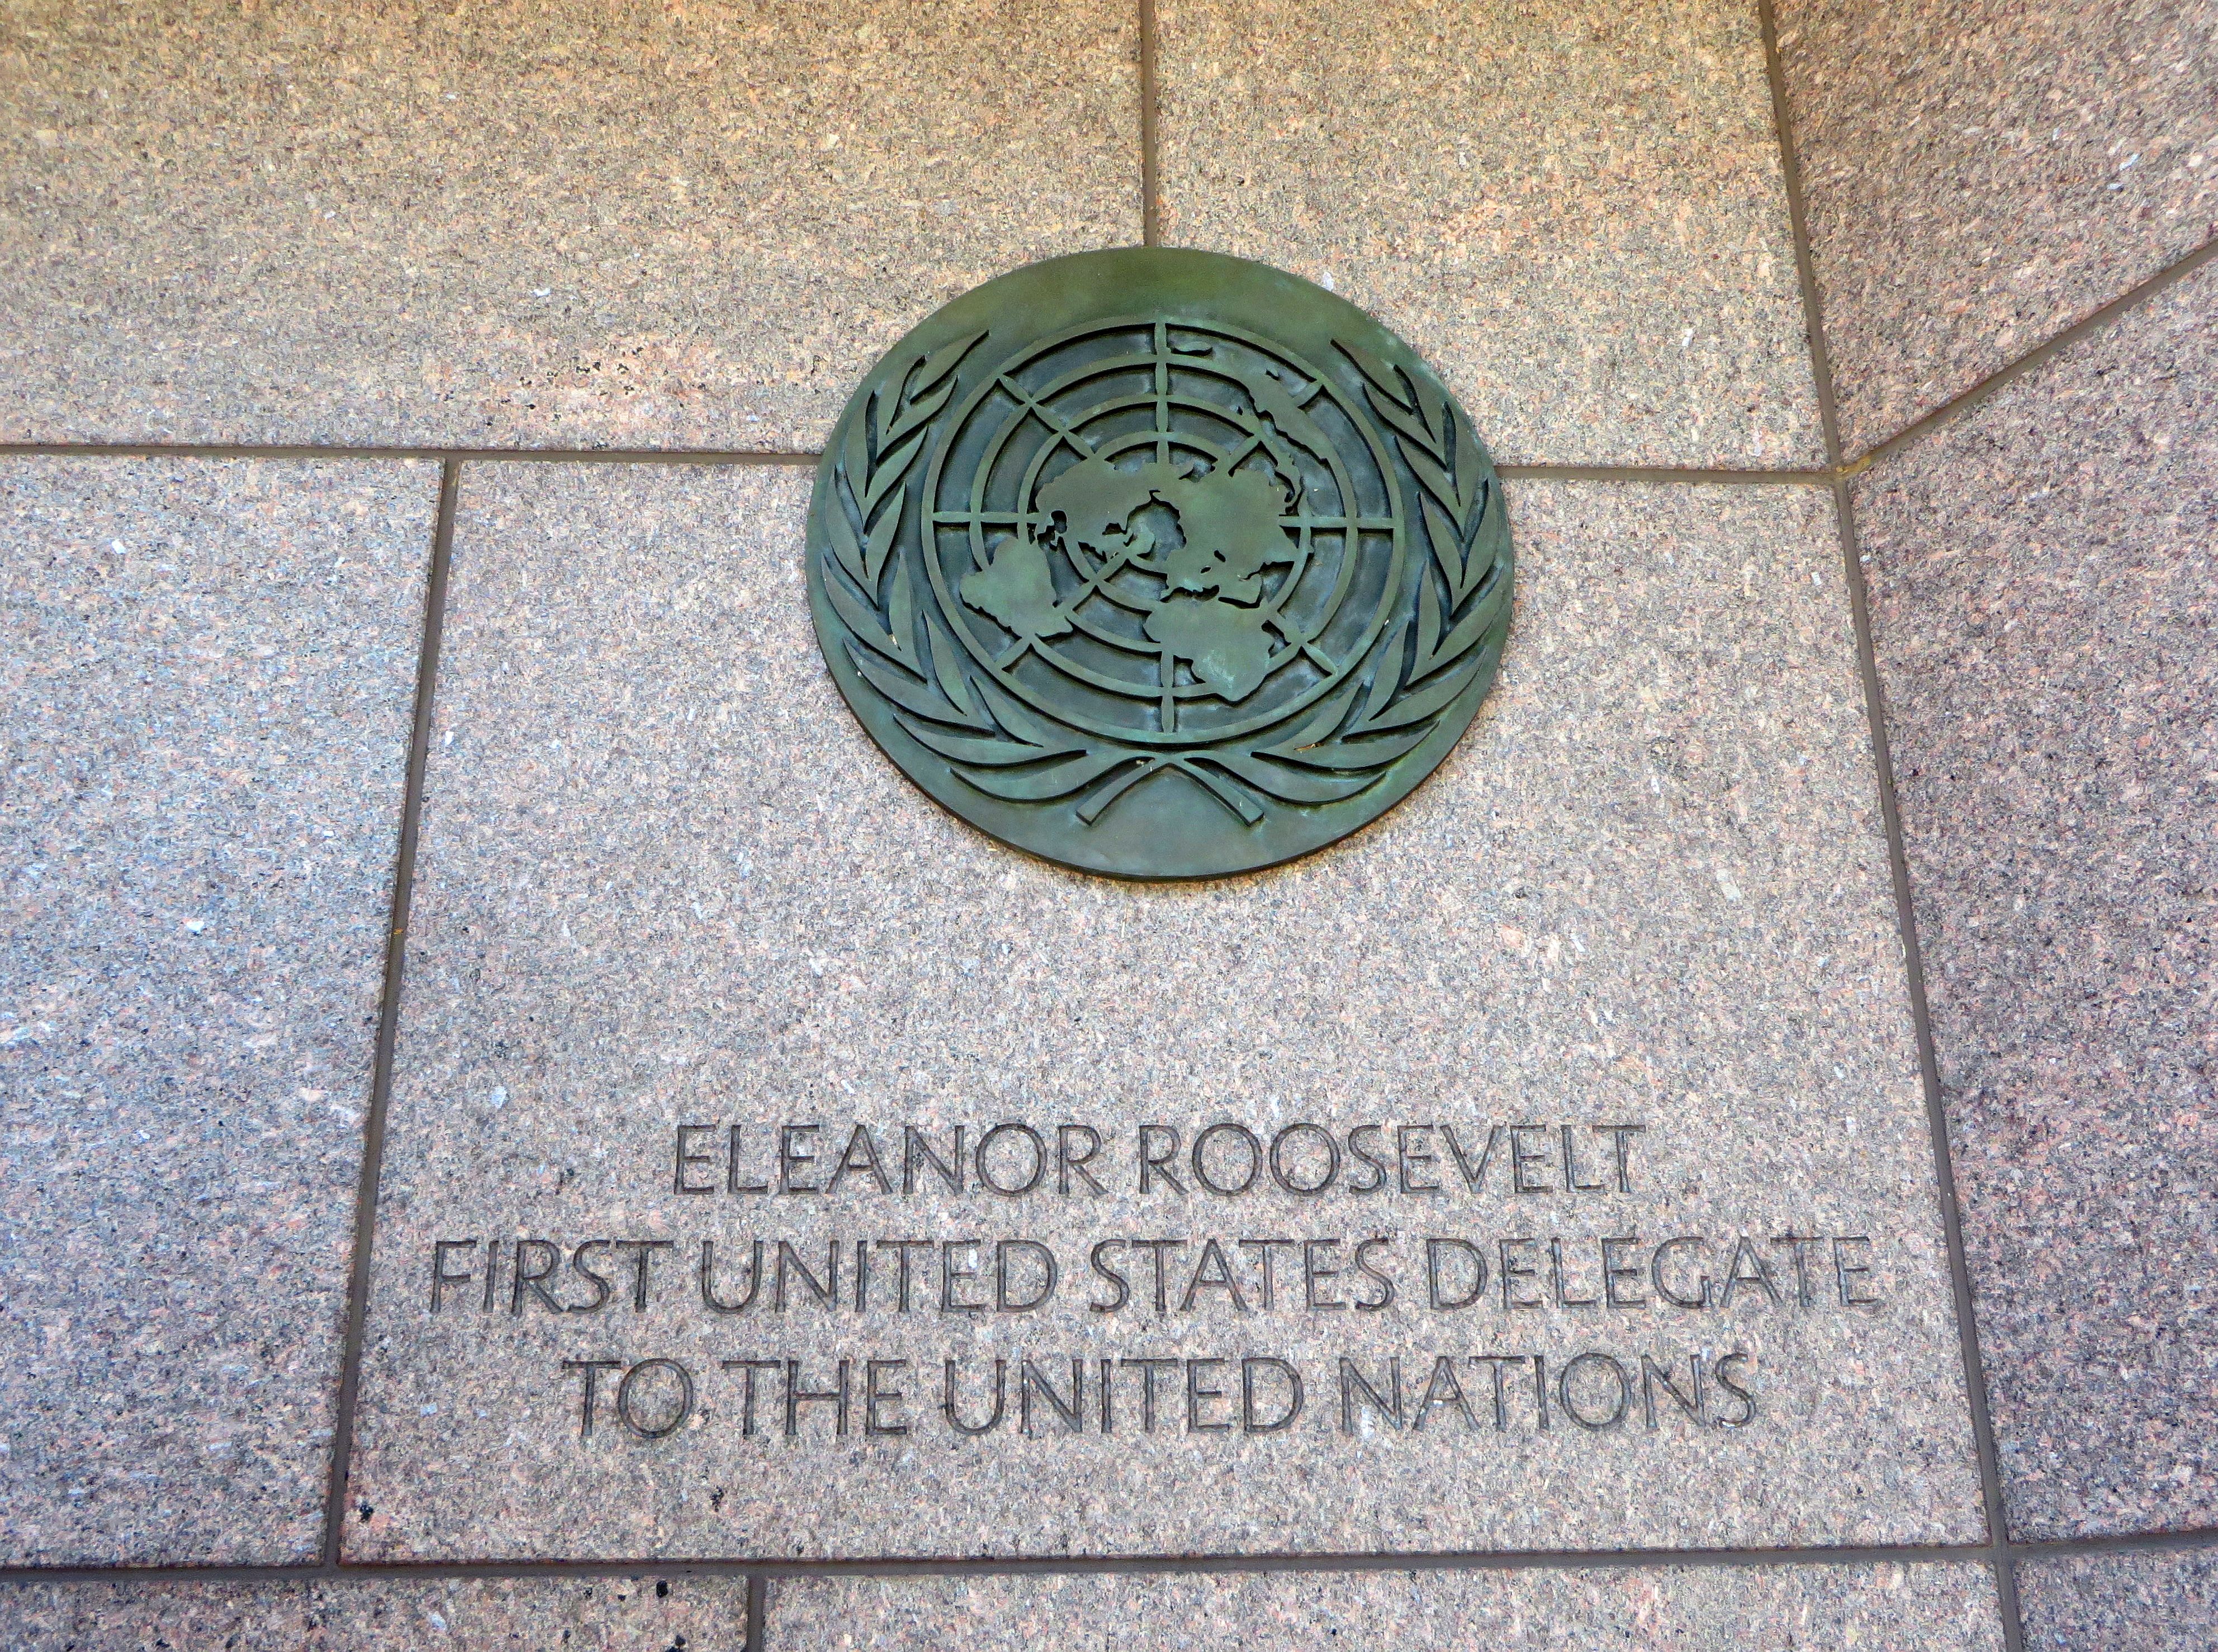 ELEANOR ROOSEVELT
FIRST UNITED STATES DELEGATE
TO THE UNITED NATIONS